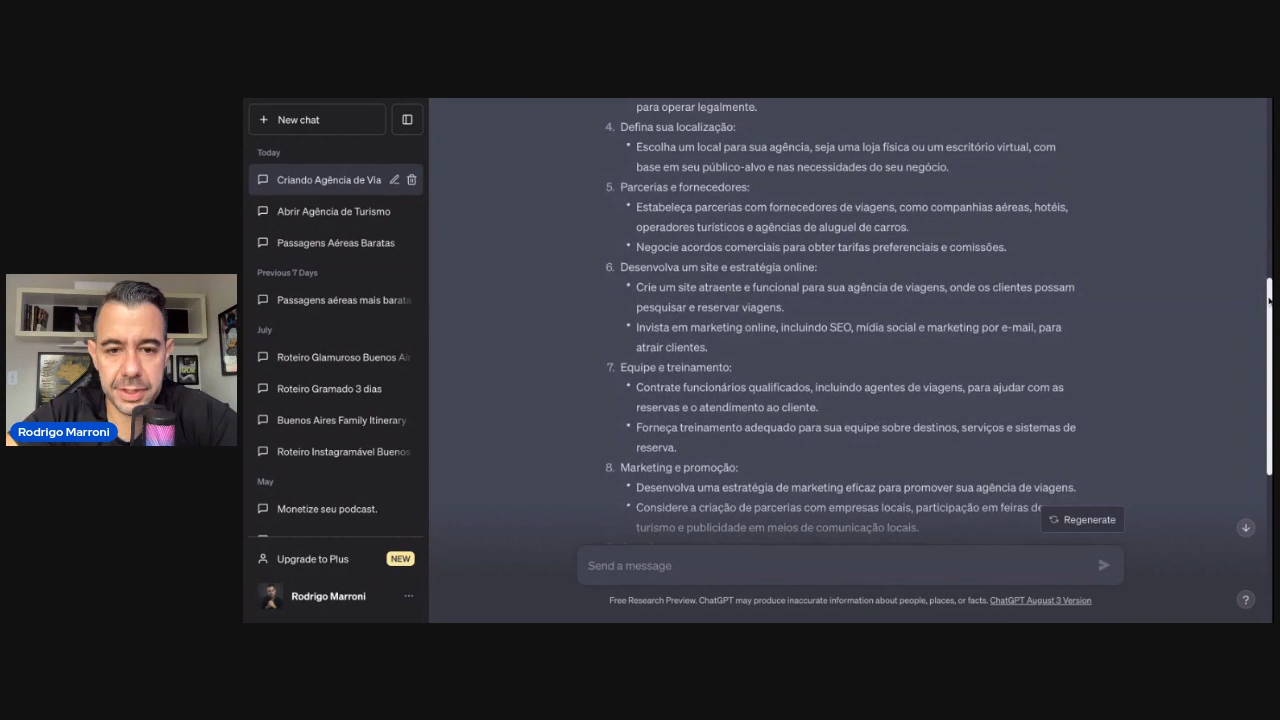 New chat
Today
Criando Agência de Via
Abrir Agência de Turismo
Passagens Aéreas Baratas
Previous 7 Days
Passagens aéreas mais barata
July
Roteiro Glamuroso Buenos Ai
Roteiro Gramado 3 dias
Buenos Aires Family Itinerary
Roteiro Instagramável Buenos
May
Monetize seu podcast.
Upgrade to Plus NEW
Rodrigo Marroni
Rodrigo Marroni
para operar legalmente.
4. Defina sua localização:
• Escolha um local para sua agência, seja uma loja física ou um escritório virtual, com
base em seu público-alvo e nas necessidades do seu negócio.
5. Parcerias e fornecedores:
• Estabeleça parcerias com fornecedores de viagens, como companhias aéreas, hotéis,
operadores turísticos e agências de aluguel de carros.
• Negocie acordos comerciais para obter tarifas preferenciais e comissões.
6. Desenvolva um site e estratégia online:
• Crie um site atraente e funcional para sua agência de viagens, onde os clientes possam
pesquisar e reservar viagens.
• Invista em marketing online, incluindo SEO, mídia social e marketing por e-mail, para
atrair clientes.
7. Equipe e treinamento:
• Contrate funcionários qualificados, incluindo agentes de viagens, para ajudar com as
reservas e o atendimento ao cliente.
• Forneça treinamento adequado para sua equipe sobre destinos, serviços e sistemas de
reserva.
8. Marketing e promoção:
• Desenvolva uma estratégia de marketing eficaz para promover sua agência de viagens.
• Considere a criação de parcerias com empresas locais, participação em feiras de
turismo e publicidade em meios de comunicação locais.
Regenerate
Send a message
Free Research Preview. ChatGPT may produce inaccurate information about people, places, or facts. ChatGPT August 3 Version
?